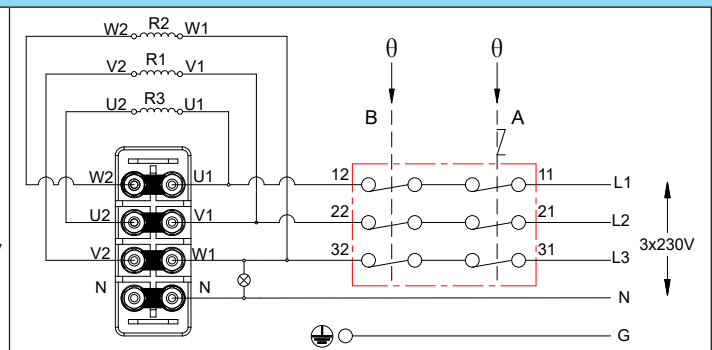 W2 R2 W1
V2 R1 V1
U2 R3 U1
θ θ
B A
W2 U1 12 11 L1
U2 V1 22 21 L2
V2 W1 32 31 L3
3x230V
N N N
G